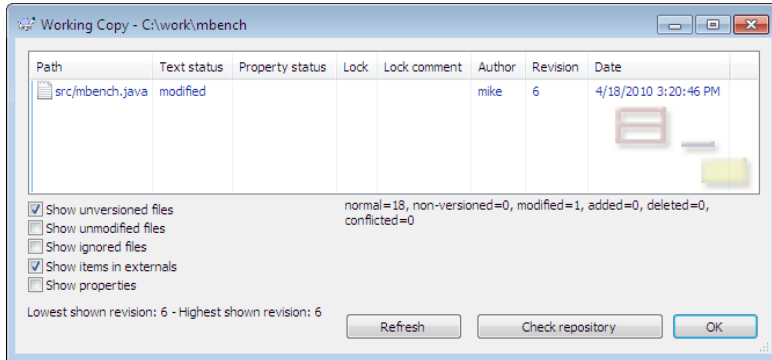 Working Copy - C:\work\mbench
Path Text status Property status Lock Lock comment Author Revision Date
src/mbench.java modified mike 6 4/18/2010 3:20:46 PM
normal=18, non-versioned=0, modified=1, added=0, deleted=0,
conflicted=0
Show unversioned files
Show unmodified files
Show ignored files
Show items in externals
Show properties
Lowest shown revision: 6 - Highest shown revision: 6
Refresh Check repository OK